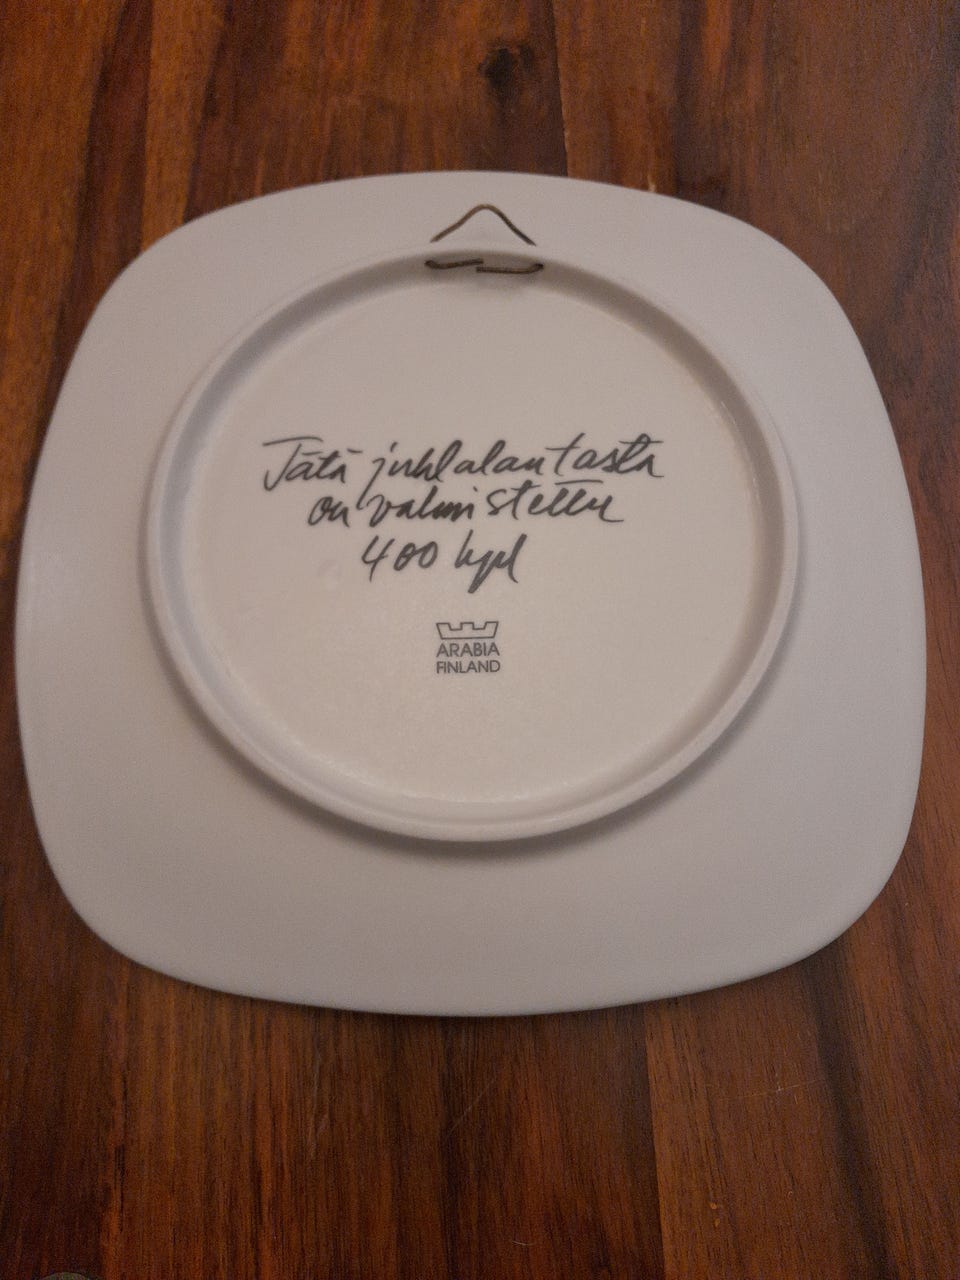 Tätä juhlalautasta
on valmistettu
400 kpl
ARABIA
FINLAND